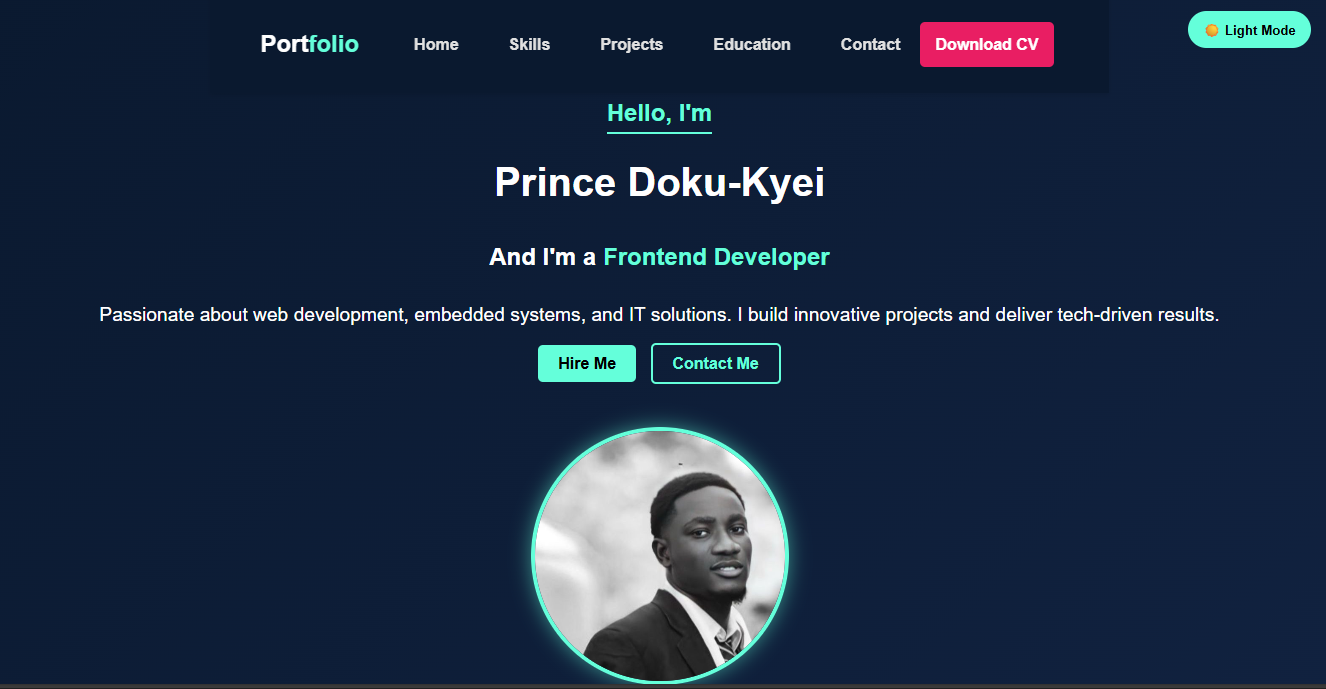 Portfolio Home Skills Projects Education Contact Download CV Light Mode
Hello, I'm
Prince Doku-Kyei
And I'm a Frontend Developer
Passionate about web development, embedded systems, and IT solutions. I build innovative projects and deliver tech-driven results.
Hire Me Contact Me